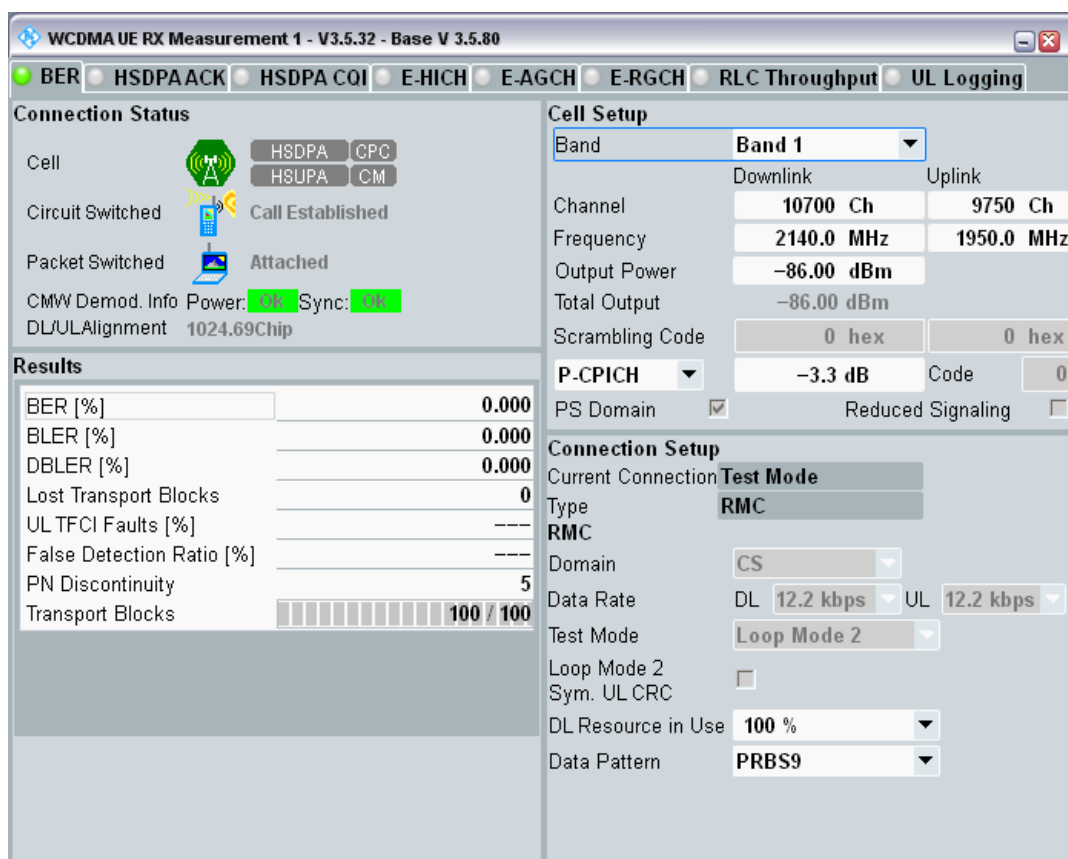 WCDMA UE RX Measurement 1 - V3.5.32 - Base V 3.5.80
BER HSDPA ACK HSDPA CQI E-HICH E-AGCH E-RGCH RLC Throughput UL Logging
Connection Status
Cell HSDPA CPC
HSUPA CM
Circuit Switched Call Established
Packet Switched Attached
CMW Demod. Info Power: Ok Sync: Ok
DL/ULAlignment 1024.69Chip
Results
BER [%] 0.000
BLER [%] 0.000
DBLER [%] 0.000
Lost Transport Blocks 0
UL TFCI Faults [%] ---
False Detection Ratio [%] ---
PN Discontinuity 5
Transport Blocks 100 / 100
Cell Setup
Band Band 1
Downlink Uplink
Channel 10700 Ch 9750 Ch
Frequency 2140.0 MHz 1950.0 MHz
Output Power −86.00 dBm
Total Output −86.00 dBm
Scrambling Code 0 hex 0 hex
P-CPICH −3.3 dB Code 0
PS Domain Reduced Signaling
Connection Setup
Current Connection Test Mode
Type RMC
RMC
Domain CS
Data Rate DL 12.2 kbps UL 12.2 kbps
Test Mode Loop Mode 2
Loop Mode 2
Sym. UL CRC
DL Resource in Use 100 %
Data Pattern PRBS9